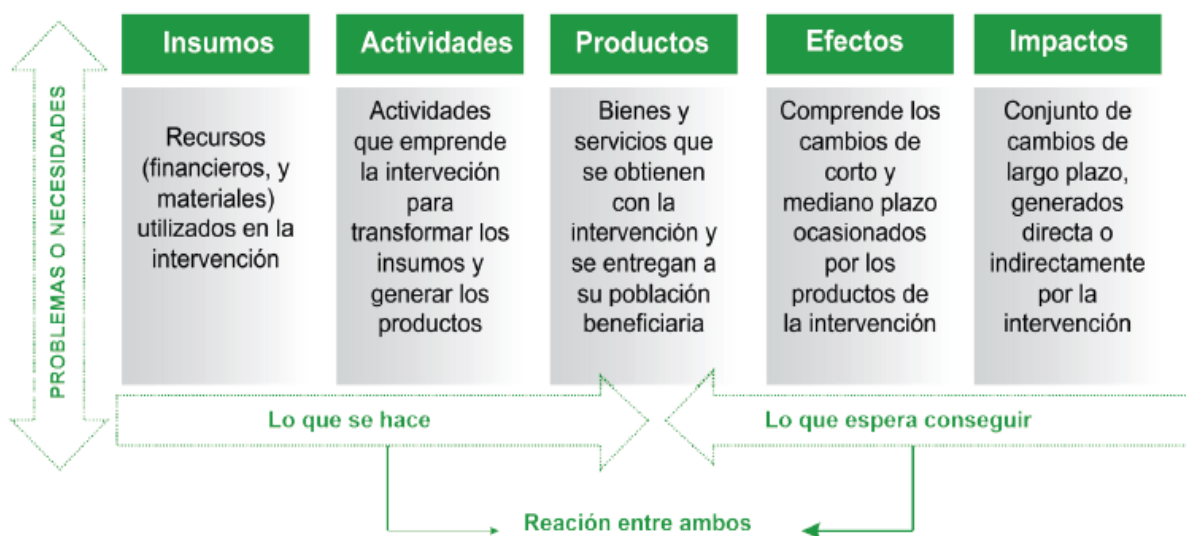 PROBLEMAS O NECESIDADES
Insumos
Recursos
(financieros, y
materiales)
utilizados en la
intervención
Actividades
Actividades
que emprende
la interveción
para
transformar los
insumos y
generar los
productos
Productos
Bienes y
servicios que
se obtienen
con la
intervención y
se entregan a
su población
beneficiaria
Efectos
Comprende los
cambios de
corto y
mediano plazo
ocasionados
por los
productos de
la intervención
Impactos
Conjunto de
cambios de
largo plazo,
generados
directa o
indirectamente
por la
intervención
Lo que se hace
Lo que espera conseguir
Reación entre ambos